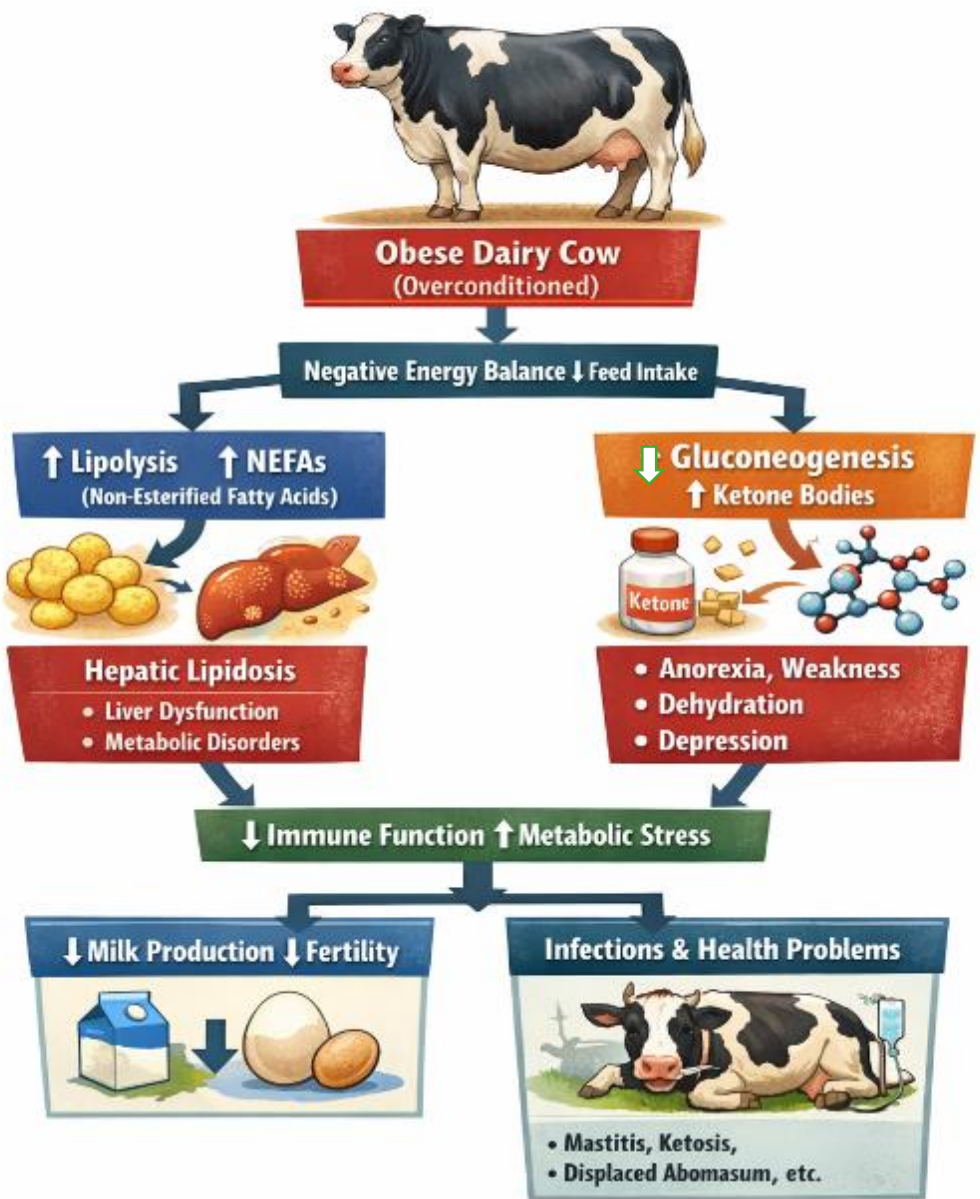 Obese Dairy Cow
(Overconditioned)
Negative Energy Balance ↓ Feed Intake
↑ Lipolysis ↑ NEFAs
(Non-Esterified Fatty Acids)
↓ Gluconeogenesis
↑ Ketone Bodies
Ketone
Hepatic Lipidosis
• Liver Dysfunction
• Metabolic Disorders
• Anorexia, Weakness
• Dehydration
• Depression
↓ Immune Function ↑ Metabolic Stress
↓ Milk Production ↓ Fertility
Infections & Health Problems
• Mastitis, Ketosis,
• Displaced Abomasum, etc.